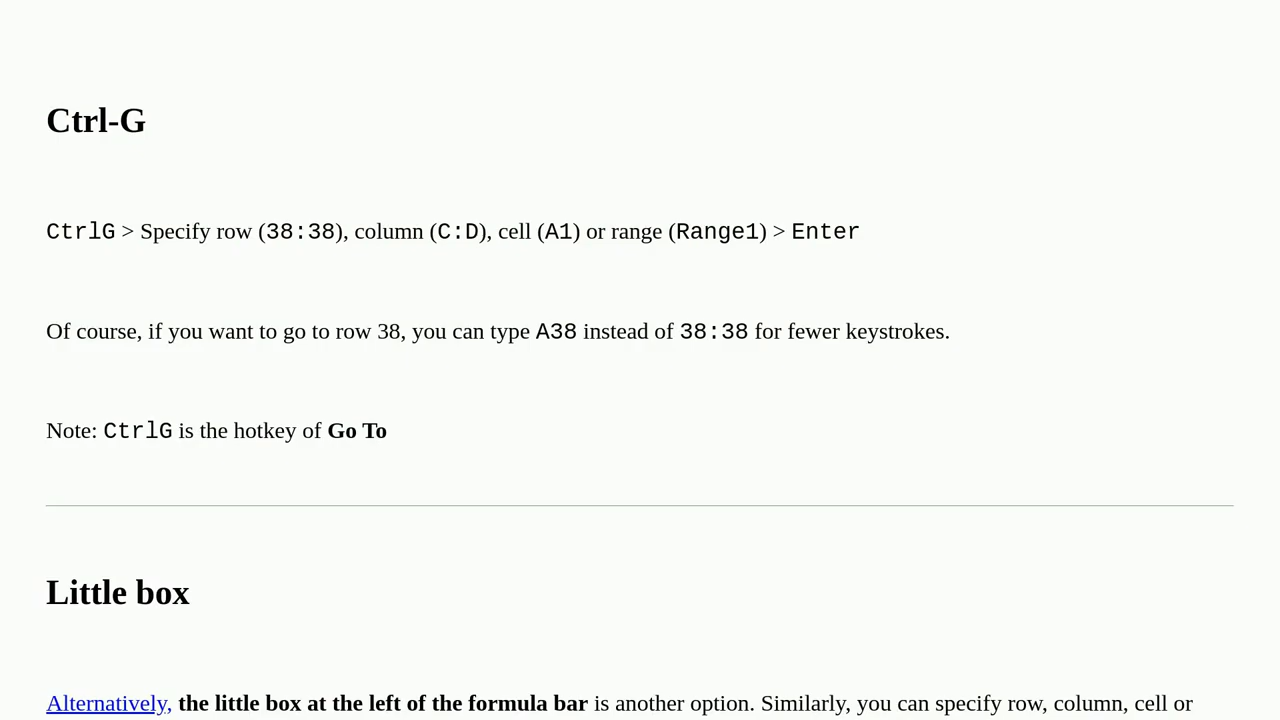 Ctrl-G
CtrlG > Specify row (38:38), column (C:D), cell (A1) or range (Range1) > Enter
Of course, if you want to go to row 38, you can type A38 instead of 38:38 for fewer keystrokes.
Note: CtrlG is the hotkey of Go To
Little box
Alternatively, the little box at the left of the formula bar is another option. Similarly, you can specify row, column, cell or